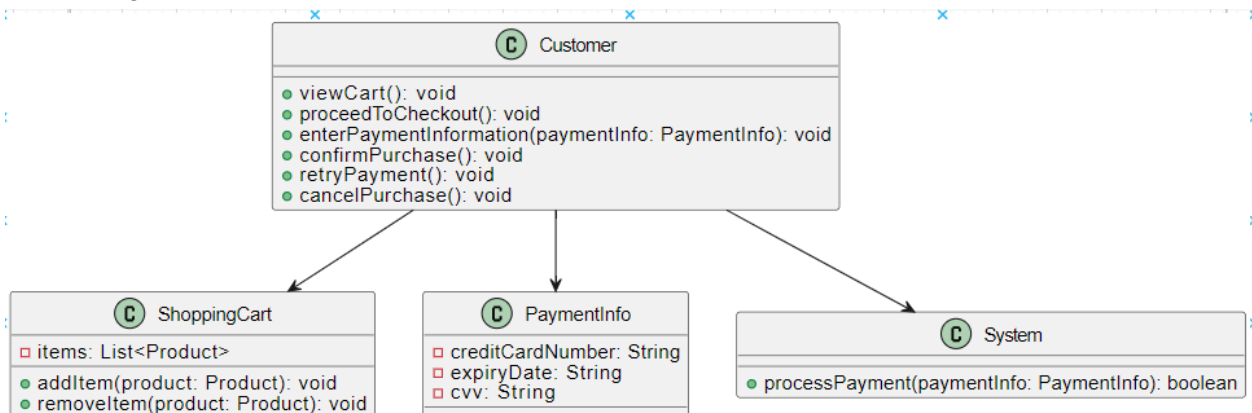 C Customer
viewCart(): void
proceedToCheckout(): void
enterPaymentInformation(paymentInfo: PaymentInfo): void
confirmPurchase(): void
retryPayment(): void
cancelPurchase(): void
C ShoppingCart
items: List<Product>
addItem(product: Product): void
removeItem(product: Product): void
C PaymentInfo
creditCardNumber: String
expiryDate: String
cvv: String
C System
processPayment(paymentInfo: PaymentInfo): boolean